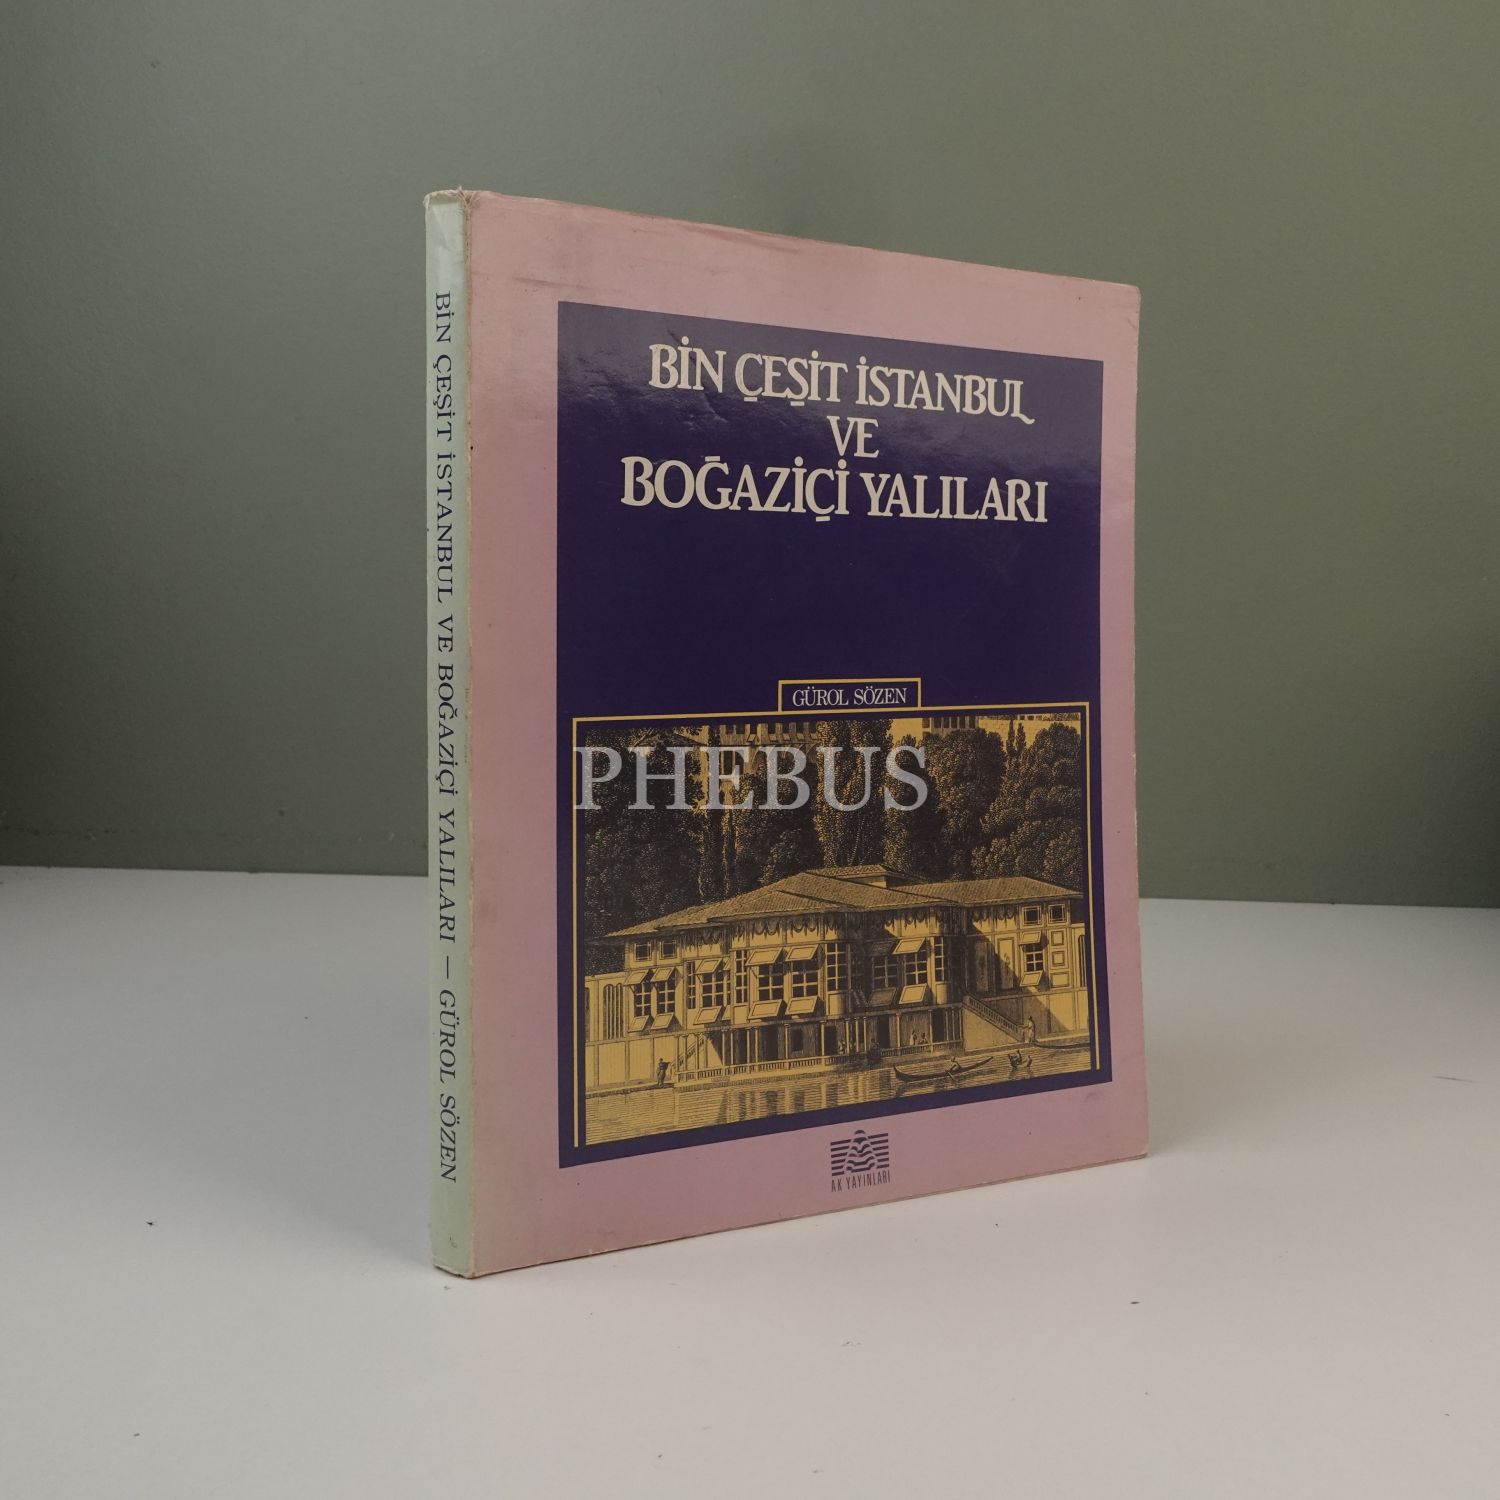 BİN ÇEŞİT İSTANBUL VE BOĞAZİÇİ YALILARI — GÜROL SÖZEN
BİN ÇEŞİT İSTANBUL
VE
BOĞAZİÇİ YALILARI
GÜROL SÖZEN
PHEBUS
AK YAYINLARI